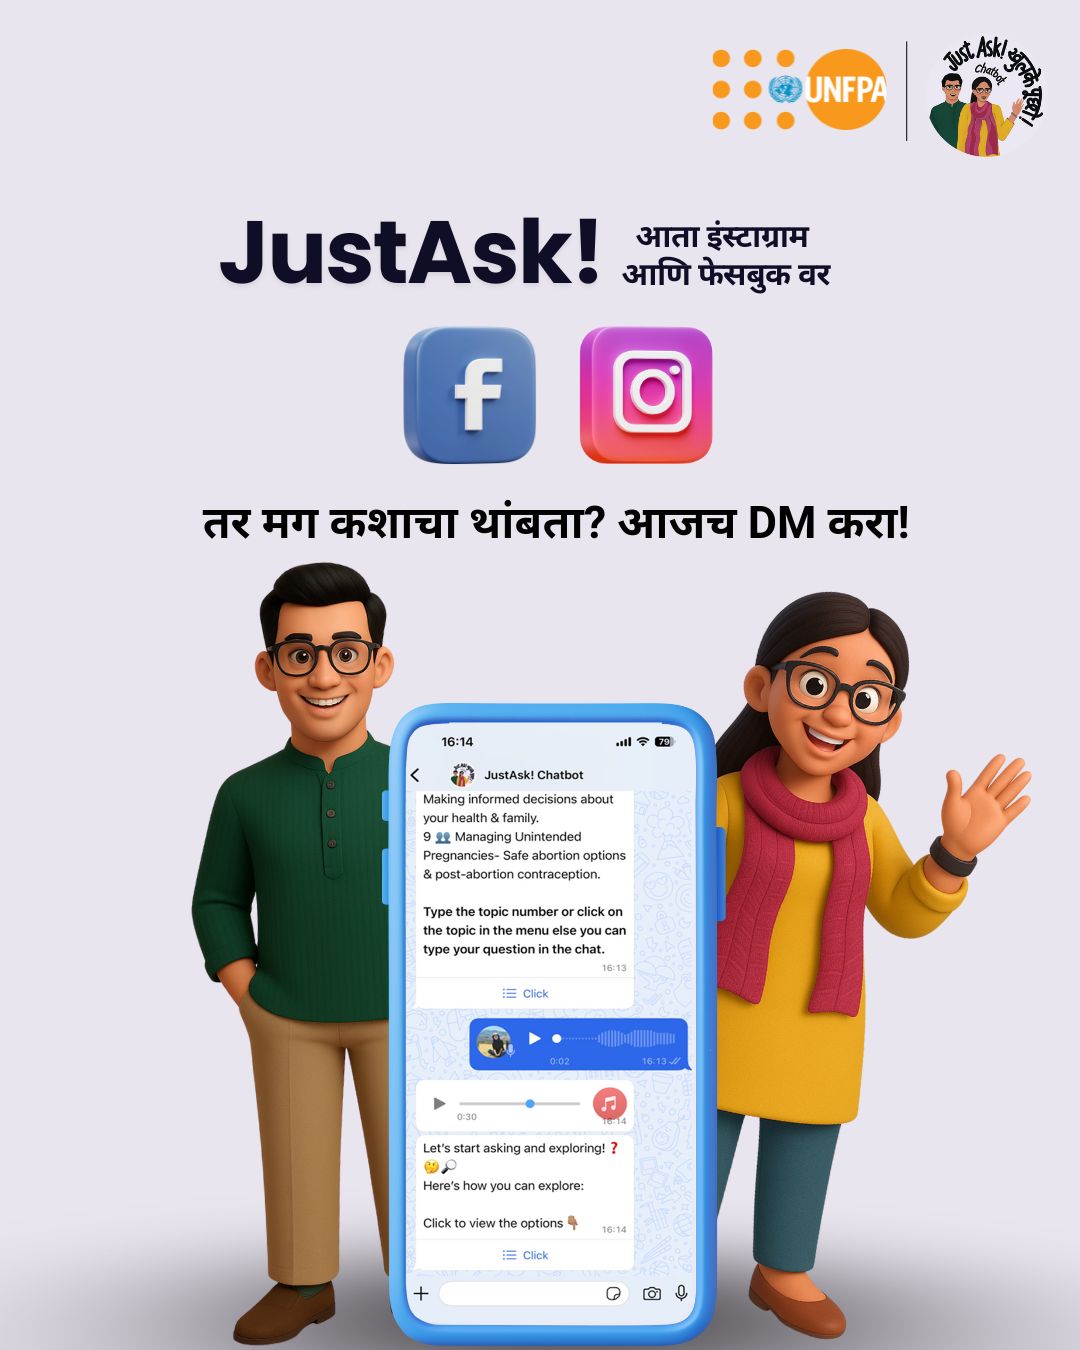 UNFPA
Just Ask! खुलके पूछो!
Chatbot
JustAsk!
आता इंस्टाग्राम
आणि फेसबुक वर
तर मग कशाचा थांबता? आजच DM करा!
16:14
79
JustAsk! Chatbot
Making informed decisions about
your health & family.
9 👥 Managing Unintended
Pregnancies- Safe abortion options
& post-abortion contraception.
Type the topic number or click on
the topic in the menu else you can
type your question in the chat.
16:13
Click
0:02
16:13
0:30
16:14
Let's start asking and exploring! ❓
🤔🔎
Here's how you can explore:
Click to view the options 👇🏽
16:14
Click